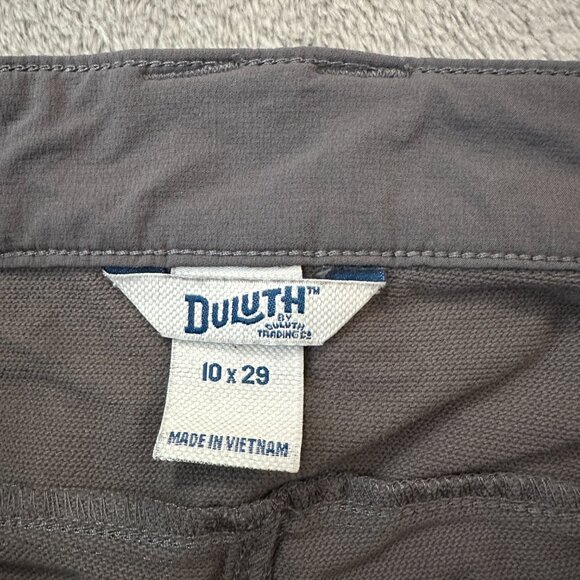 DULUTH™
BY
DULUTH
TRADING Co
10 x 29
MADE IN VIETNAM